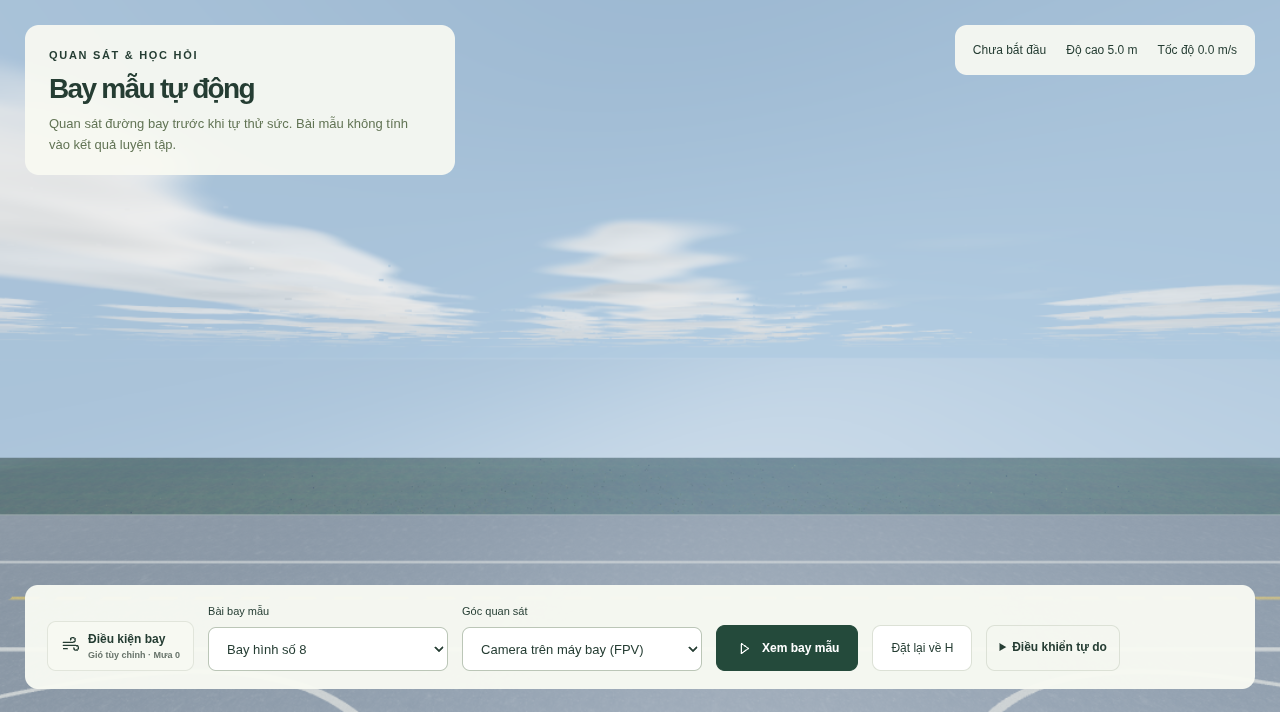 QUAN SÁT & HỌC HỎI
Bay mẫu tự động
Quan sát đường bay trước khi tự thử sức. Bài mẫu không tính
vào kết quả luyện tập.
Chưa bắt đầu Độ cao 5.0 m Tốc độ 0.0 m/s
Điều kiện bay
Gió tùy chỉnh · Mưa 0
Bài bay mẫu
Bay hình số 8
Góc quan sát
Camera trên máy bay (FPV)
Xem bay mẫu
Đặt lại về H
Điều khiển tự do